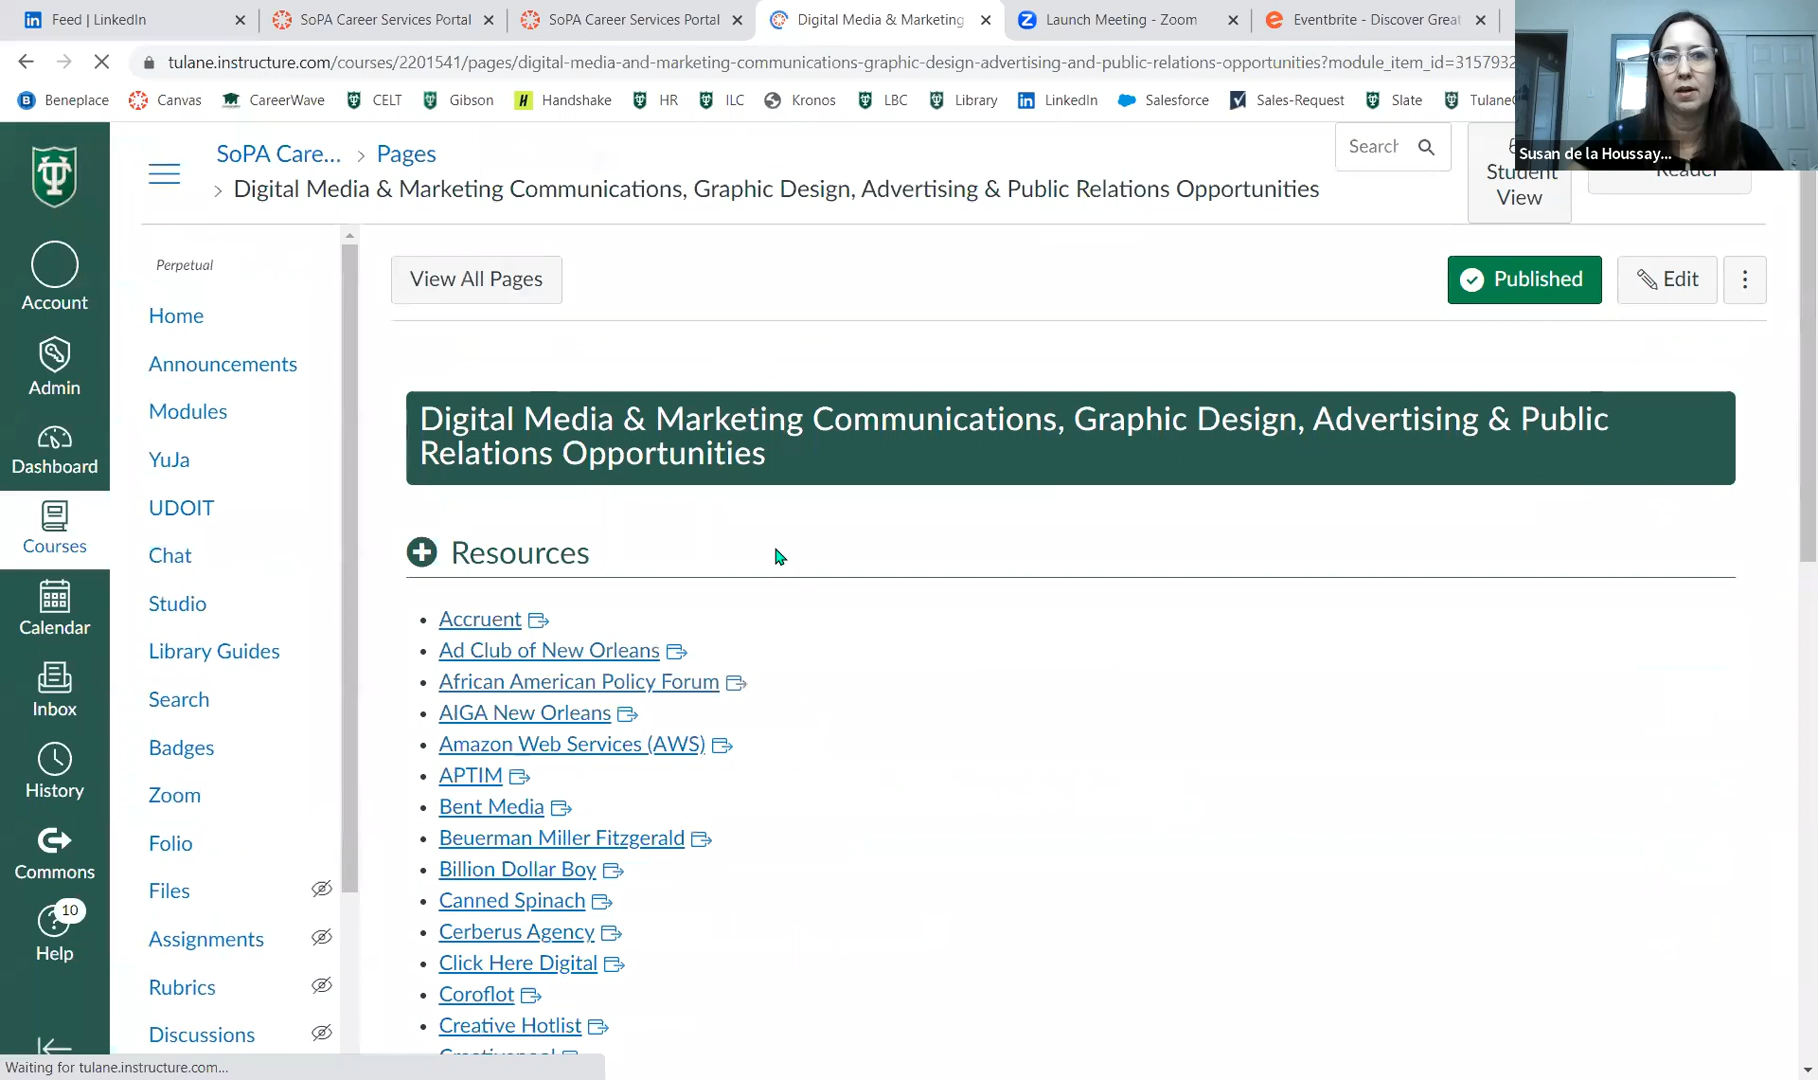 Feed | LinkedIn
SoPA Career Services Portal
SoPA Career Services Portal
Digital Media & Marketing
Launch Meeting - Zoom
Eventbrite - Discover Great
tulane.instructure.com/courses/2201541/pages/digital-media-and-marketing-communications-graphic-design-advertising-and-public-relations-opportunities?module_item_id=3157932
Beneplace
Canvas
CareerWave
CELT
Gibson
Handshake
HR
ILC
Kronos
LBC
Library
LinkedIn
Salesforce
Sales-Request
Slate
Tulane
Susan de la Houssay...
SoPA Care... > Pages
> Digital Media & Marketing Communications, Graphic Design, Advertising & Public Relations Opportunities
Search
Student
View
Reader
Account
Admin
Dashboard
Courses
Calendar
Inbox
History
Commons
10
Help
Perpetual
Home
Announcements
Modules
YuJa
UDOIT
Chat
Studio
Library Guides
Search
Badges
Zoom
Folio
Files
Assignments
Rubrics
Discussions
View All Pages
Published
Edit
Digital Media & Marketing Communications, Graphic Design, Advertising & Public
Relations Opportunities
Resources
Accruent
Ad Club of New Orleans
African American Policy Forum
AIGA New Orleans
Amazon Web Services (AWS)
APTIM
Bent Media
Beuerman Miller Fitzgerald
Billion Dollar Boy
Canned Spinach
Cerberus Agency
Click Here Digital
Coroflot
Creative Hotlist
Waiting for tulane.instructure.com...